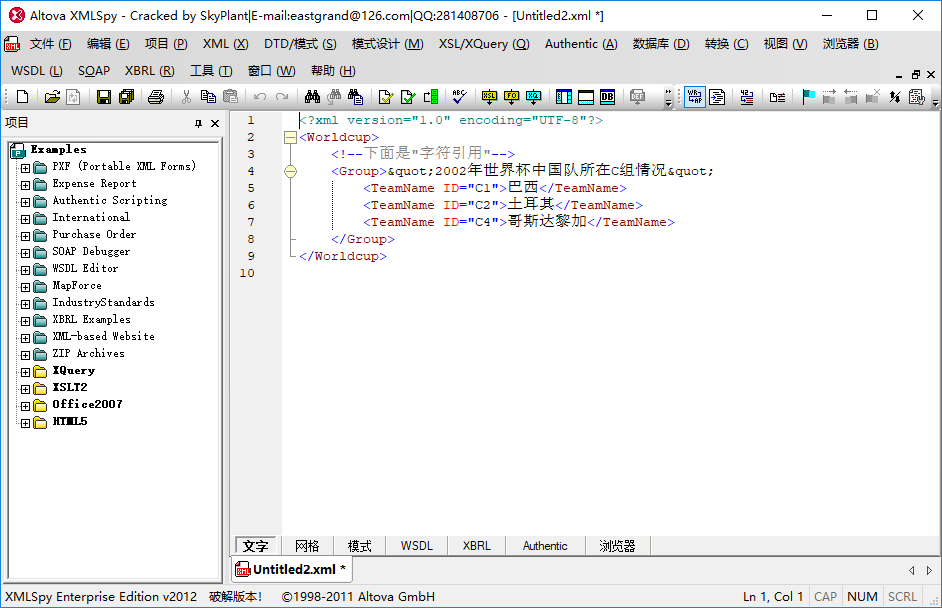 Altova XMLSpy - Cracked by SkyPlant|E-mail:eastgrand@126.com|QQ:281408706 - [Untitled2.xml *]
文件 (F) 编辑 (E) 项目 (P) XML (X) DTD/模式 (S) 模式设计 (M) XSL/XQuery (Q) Authentic (A) 数据库 (D) 转换 (C) 视图 (V) 浏览器 (B)
WSDL (L) SOAP XBRL (R) 工具 (T) 窗口 (W) 帮助 (H)
项目
Examples
PXF (Portable XML Forms)
Expense Report
Authentic Scripting
International
Purchase Order
SOAP Debugger
WSDL Editor
MapForce
IndustryStandards
XBRL Examples
XML-based Website
ZIP Archives
XQuery
XSLT2
Office2007
HTML5
1 <?xml version="1.0" encoding="UTF-8"?>
2 <Worldcup>
3 <!--下面是"字符引用"-->
4 <Group>&quot;2002年世界杯中国队所在C组情况&quot;
5 <TeamName ID="C1">巴西</TeamName>
6 <TeamName ID="C2">土耳其</TeamName>
7 <TeamName ID="C4">哥斯达黎加</TeamName>
8 </Group>
9 </Worldcup>
10
文字 网格 模式 WSDL XBRL Authentic 浏览器
Untitled2.xml *
XMLSpy Enterprise Edition v2012 破解版本! ©1998-2011 Altova GmbH Ln 1, Col 1 CAP NUM SCRL